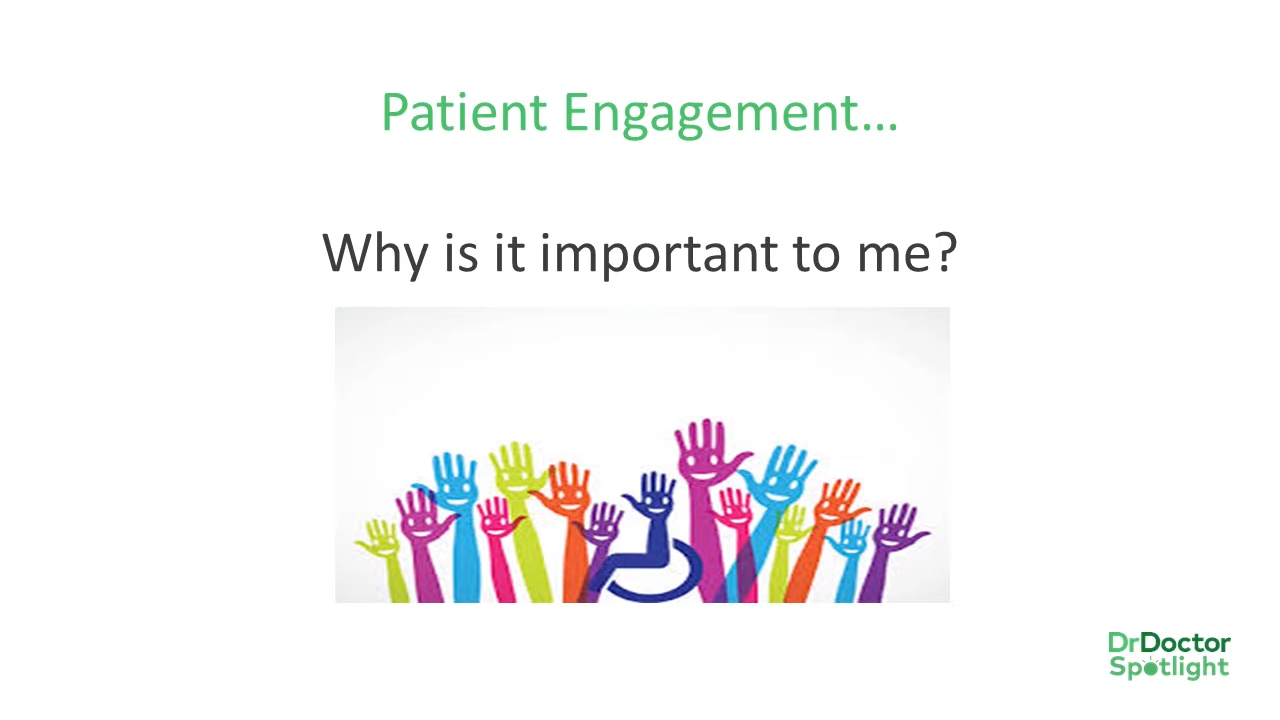 Patient Engagement…
Why is it important to me?
DrDoctor
Spotlight